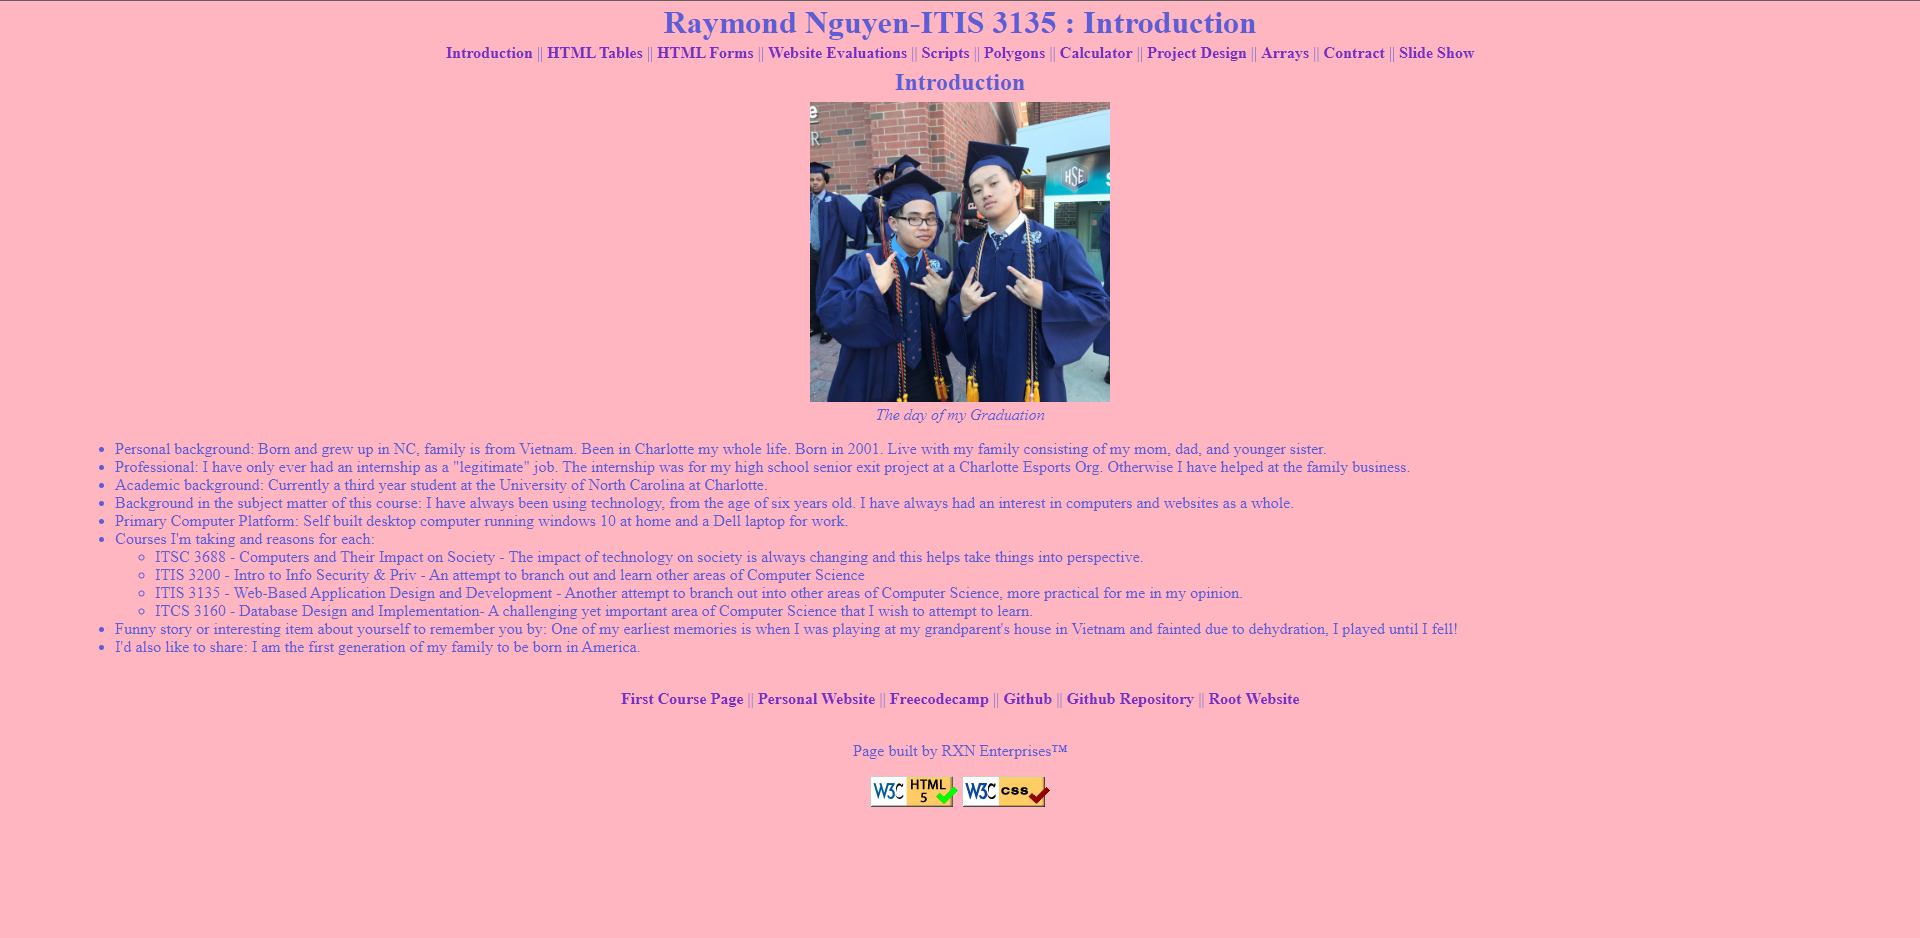 Raymond Nguyen-ITIS 3135 : Introduction
Introduction || HTML Tables || HTML Forms || Website Evaluations || Scripts || Polygons || Calculator || Project Design || Arrays || Contract || Slide Show
Introduction
e
R
HSE
S
The day of my Graduation
• Personal background: Born and grew up in NC, family is from Vietnam. Been in Charlotte my whole life. Born in 2001. Live with my family consisting of my mom, dad, and younger sister.
• Professional: I have only ever had an internship as a "legitimate" job. The internship was for my high school senior exit project at a Charlotte Esports Org. Otherwise I have helped at the family business.
• Academic background: Currently a third year student at the University of North Carolina at Charlotte.
• Background in the subject matter of this course: I have always been using technology, from the age of six years old. I have always had an interest in computers and websites as a whole.
• Primary Computer Platform: Self built desktop computer running windows 10 at home and a Dell laptop for work.
• Courses I'm taking and reasons for each:
◦ ITSC 3688 - Computers and Their Impact on Society - The impact of technology on society is always changing and this helps take things into perspective.
◦ ITIS 3200 - Intro to Info Security & Priv - An attempt to branch out and learn other areas of Computer Science
◦ ITIS 3135 - Web-Based Application Design and Development - Another attempt to branch out into other areas of Computer Science, more practical for me in my opinion.
◦ ITCS 3160 - Database Design and Implementation- A challenging yet important area of Computer Science that I wish to attempt to learn.
• Funny story or interesting item about yourself to remember you by: One of my earliest memories is when I was playing at my grandparent's house in Vietnam and fainted due to dehydration, I played until I fell!
• I'd also like to share: I am the first generation of my family to be born in America.
First Course Page || Personal Website || Freecodecamp || Github || Github Repository || Root Website
Page built by RXN Enterprises™
W3C HTML 5 W3C css